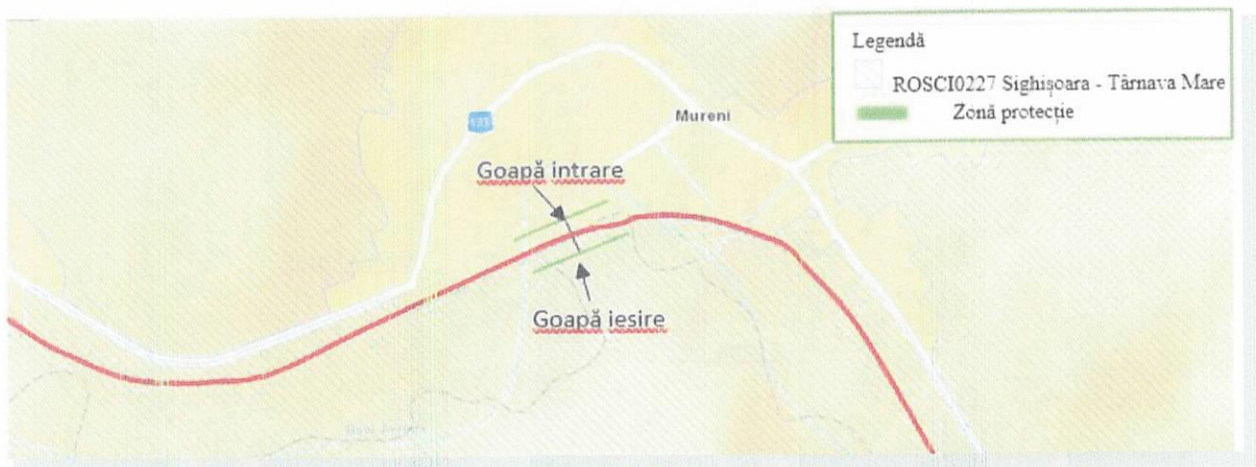 Legendă
ROSCI0227 Sighișoara - Târnava Mare
Zonă protecție
Mureni
Goapă intrare
Goapă iesire